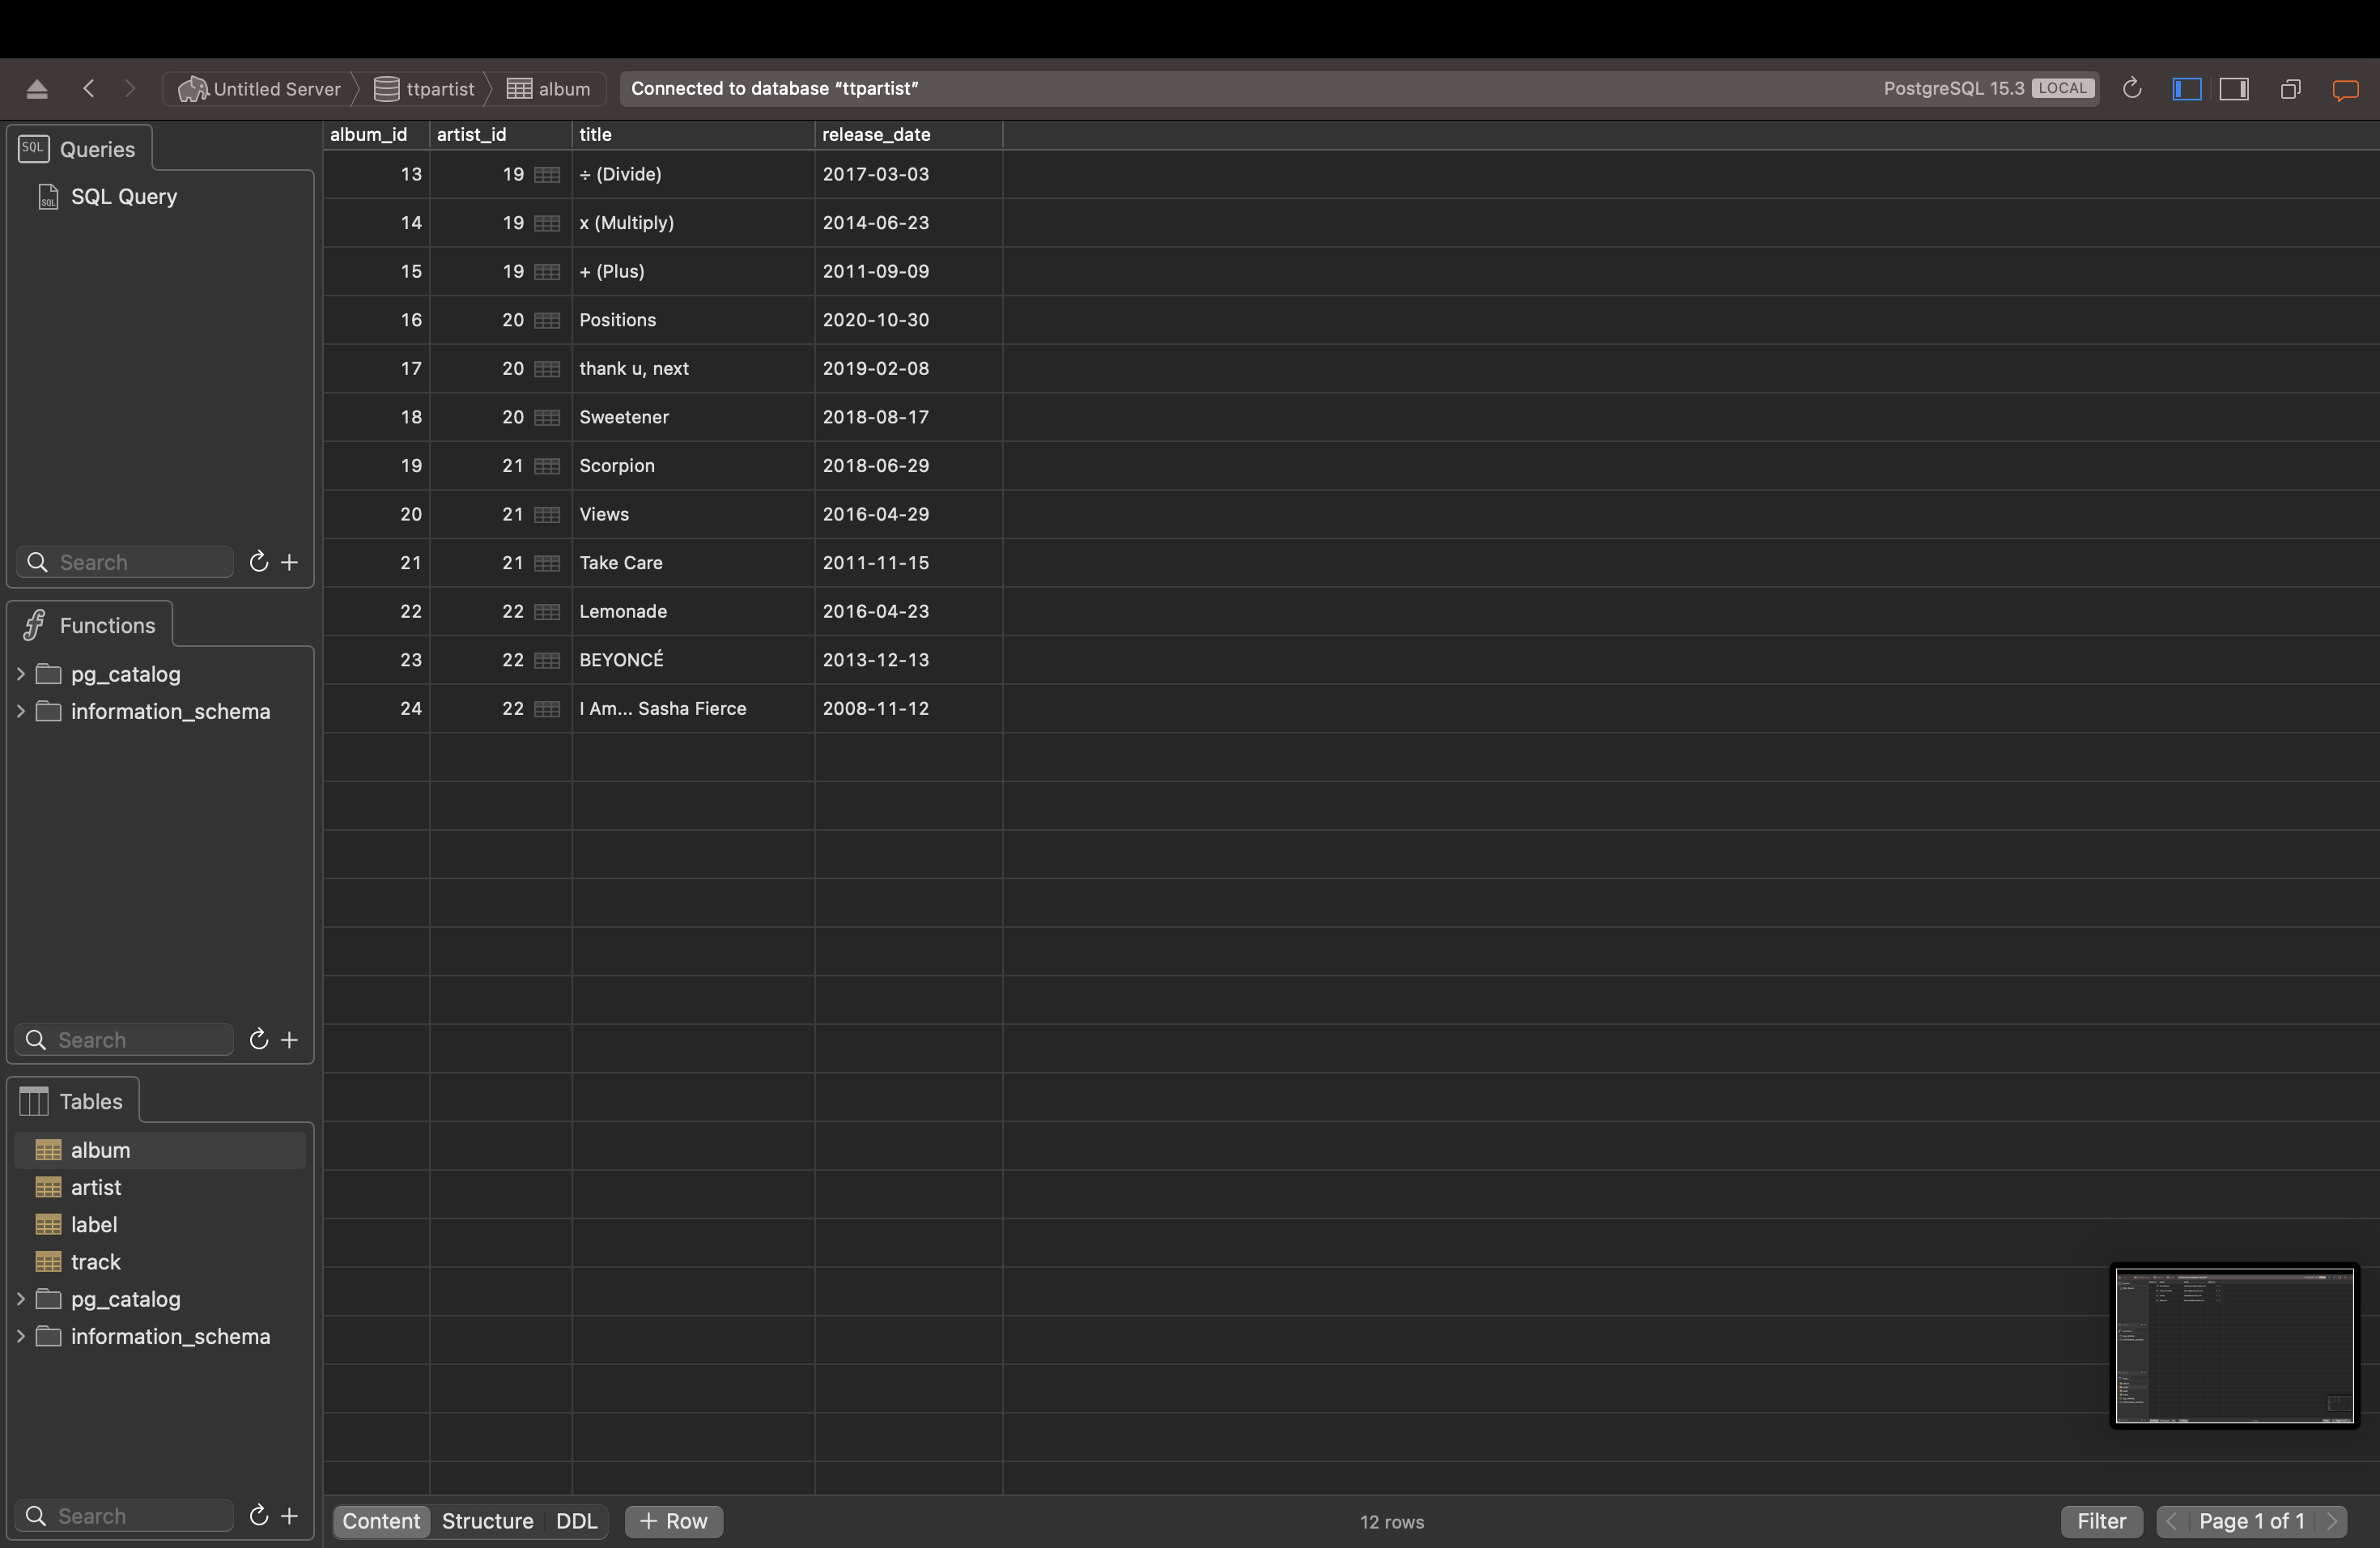 Untitled Server ttpartist album Connected to database “ttpartist” PostgreSQL 15.3 LOCAL
SQL Queries
SQL SQL Query
Search
Functions
pg_catalog
information_schema
Search
Tables
album
artist
label
track
pg_catalog
information_schema
Search
album_id artist_id title release_date
13 19 ÷ (Divide) 2017-03-03
14 19 x (Multiply) 2014-06-23
15 19 + (Plus) 2011-09-09
16 20 Positions 2020-10-30
17 20 thank u, next 2019-02-08
18 20 Sweetener 2018-08-17
19 21 Scorpion 2018-06-29
20 21 Views 2016-04-29
21 21 Take Care 2011-11-15
22 22 Lemonade 2016-04-23
23 22 BEYONCÉ 2013-12-13
24 22 I Am... Sasha Fierce 2008-11-12
Content Structure DDL + Row 12 rows Filter Page 1 of 1